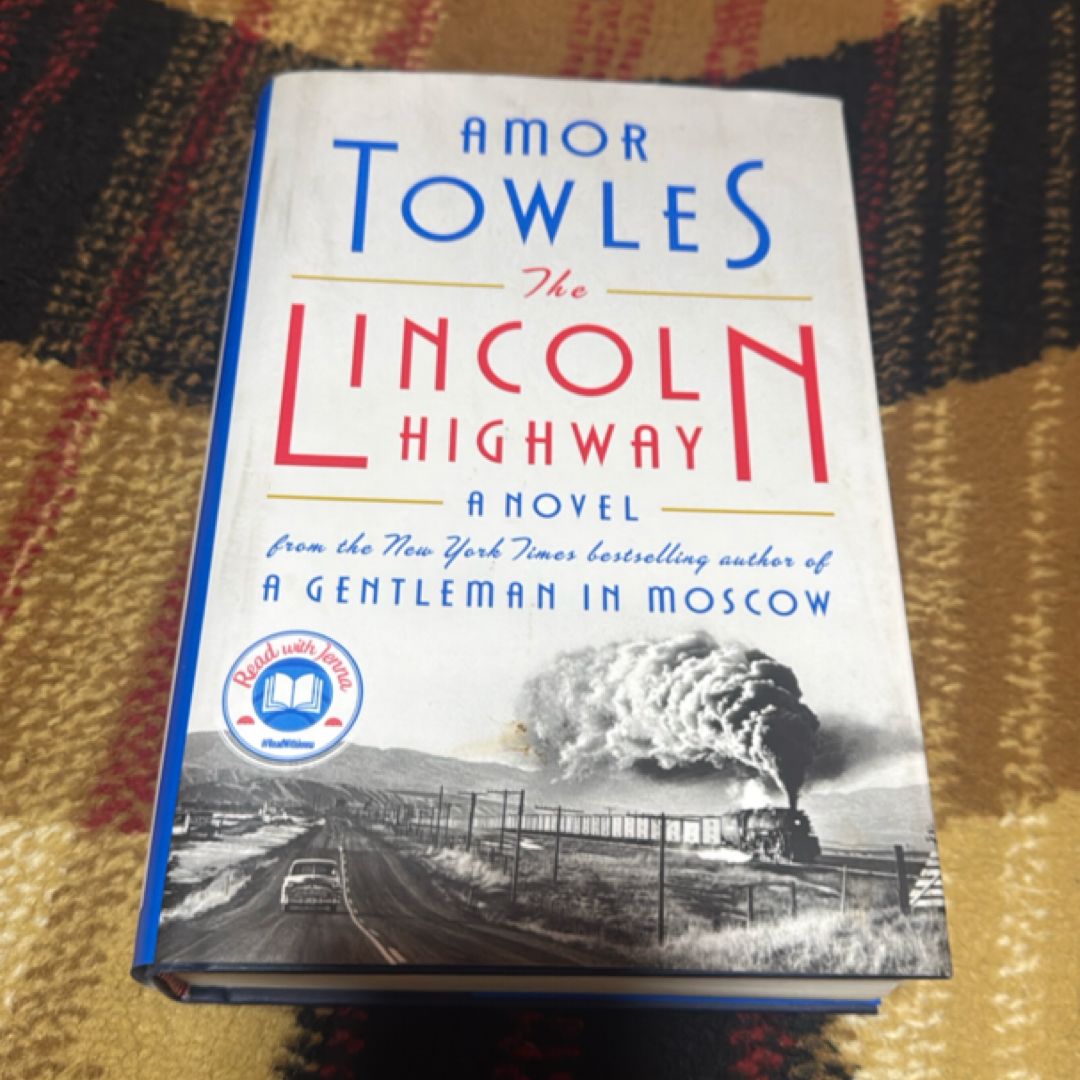 AMOR
TOWLES
The
LINCOLN
HIGHWAY
A NOVEL
from the New York Times bestselling author of
A GENTLEMAN IN MOSCOW
Read with Jenna
#ReadWithJenna